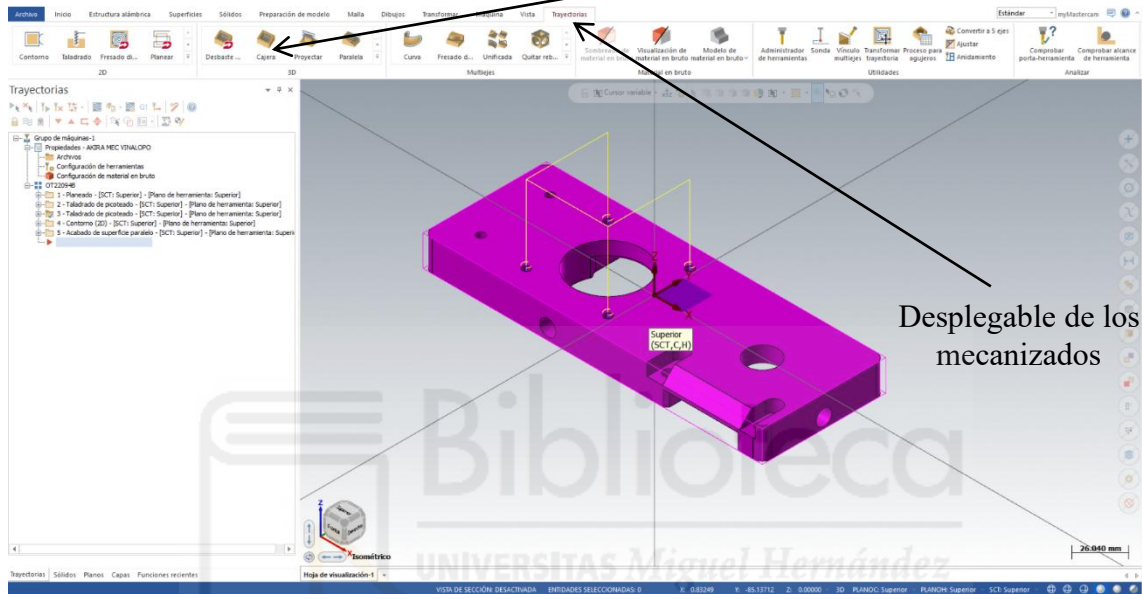 Archivo Inicio Estructura alámbrica Superficies Sólidos Preparación de modelo Malla Dibujos Transformar Máquina Vista Trayectorias Estándar myMastercam
Contorno Taladrado Fresado di... Planear Desbaste ... Cajera Proyectar Paralela Curva Fresado d... Unificada Quitar reb... Sombreado de material en bruto Visualización de material en bruto Modelo de material en bruto Administrador de herramientas Sonda Vínculo multiejes Transformar trayectoria Proceso para agujeros Convertir a 5 ejes Ajustar Anidamiento Comprobar porta-herramienta Comprobar alcance de herramienta
2D 3D Multiejes Material en bruto Utilidades Analizar
Trayectorias
Cursor variable
G1
Grupo de máquinas-1
Propiedades - AKIRA MEC VINALOPO
Archivos
Configuración de herramientas
Configuración de material en bruto
OT22094B
1 - Planeado - [SCT: Superior] - [Plano de herramienta: Superior]
2 - Taladrado de picoteado - [SCT: Superior] - [Plano de herramienta: Superior]
3 - Taladrado de picoteado - [SCT: Superior] - [Plano de herramienta: Superior]
4 - Contorno (2D) - [SCT: Superior] - [Plano de herramienta: Superior]
5 - Acabado de superficie paralelo - [SCT: Superior] - [Plano de herramienta: Superi
Z
Y
X
Superior
(SCT,C,H)
Desplegable de los
mecanizados
Biblioteca
UNIVERSITAS Miguel Hernández
Z
X
Isométrico
26.040 mm
Trayectorias Sólidos Planos Capas Funciones recientes
Hoja de visualización-1
VISTA DE SECCIÓN: DESACTIVADA ENTIDADES SELECCIONADAS: 0 X: 0.83249 Y: -85.13712 Z: 0.00000 3D PLANOC: Superior PLANOH: Superior SCT: Superior